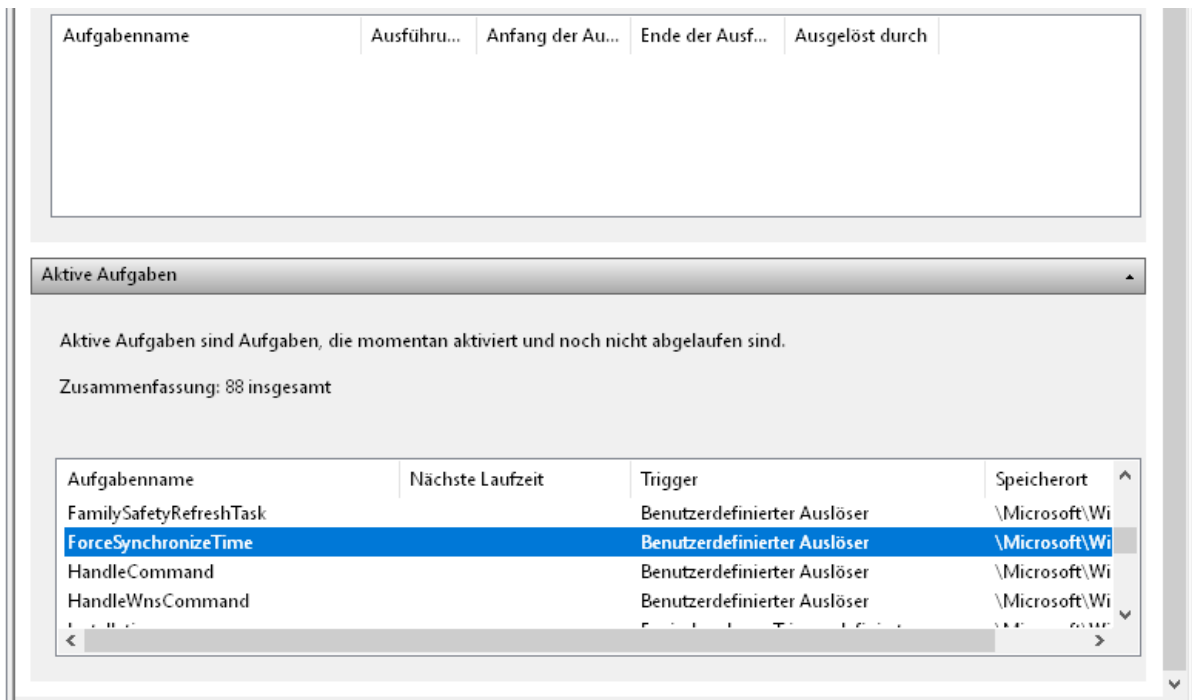 Aufgabenname Ausführu... Anfang der Au... Ende der Ausf... Ausgelöst durch
Aktive Aufgaben
Aktive Aufgaben sind Aufgaben, die momentan aktiviert und noch nicht abgelaufen sind.
Zusammenfassung: 88 insgesamt
Aufgabenname Nächste Laufzeit Trigger Speicherort
FamilySafetyRefreshTask Benutzerdefinierter Auslöser \Microsoft\Wi
ForceSynchronizeTime Benutzerdefinierter Auslöser \Microsoft\Wi
HandleCommand Benutzerdefinierter Auslöser \Microsoft\Wi
HandleWnsCommand Benutzerdefinierter Auslöser \Microsoft\Wi